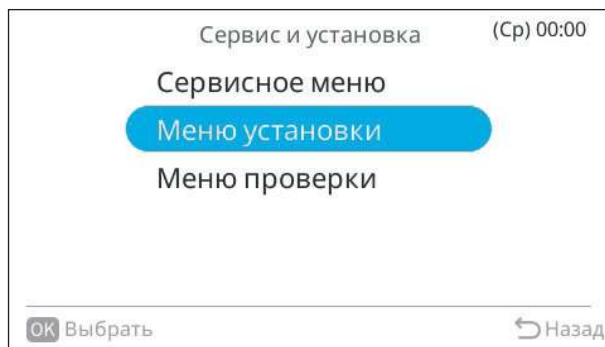 Сервис и установка (Ср) 00:00
Сервисное меню
Меню установки
Меню проверки
OK Выбрать Назад